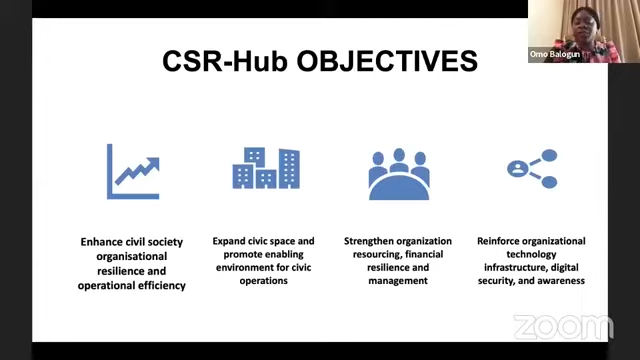 Omo Balogun
CSR-Hub OBJECTIVES
Enhance civil society
organisational
resilience and
operational efficiency
Expand civic space and
promote enabling
environment for civic
operations
Strengthen organization
resourcing, financial
resilience and
management
Reinforce organizational
technology
infrastructure, digital
security, and awareness
zoom